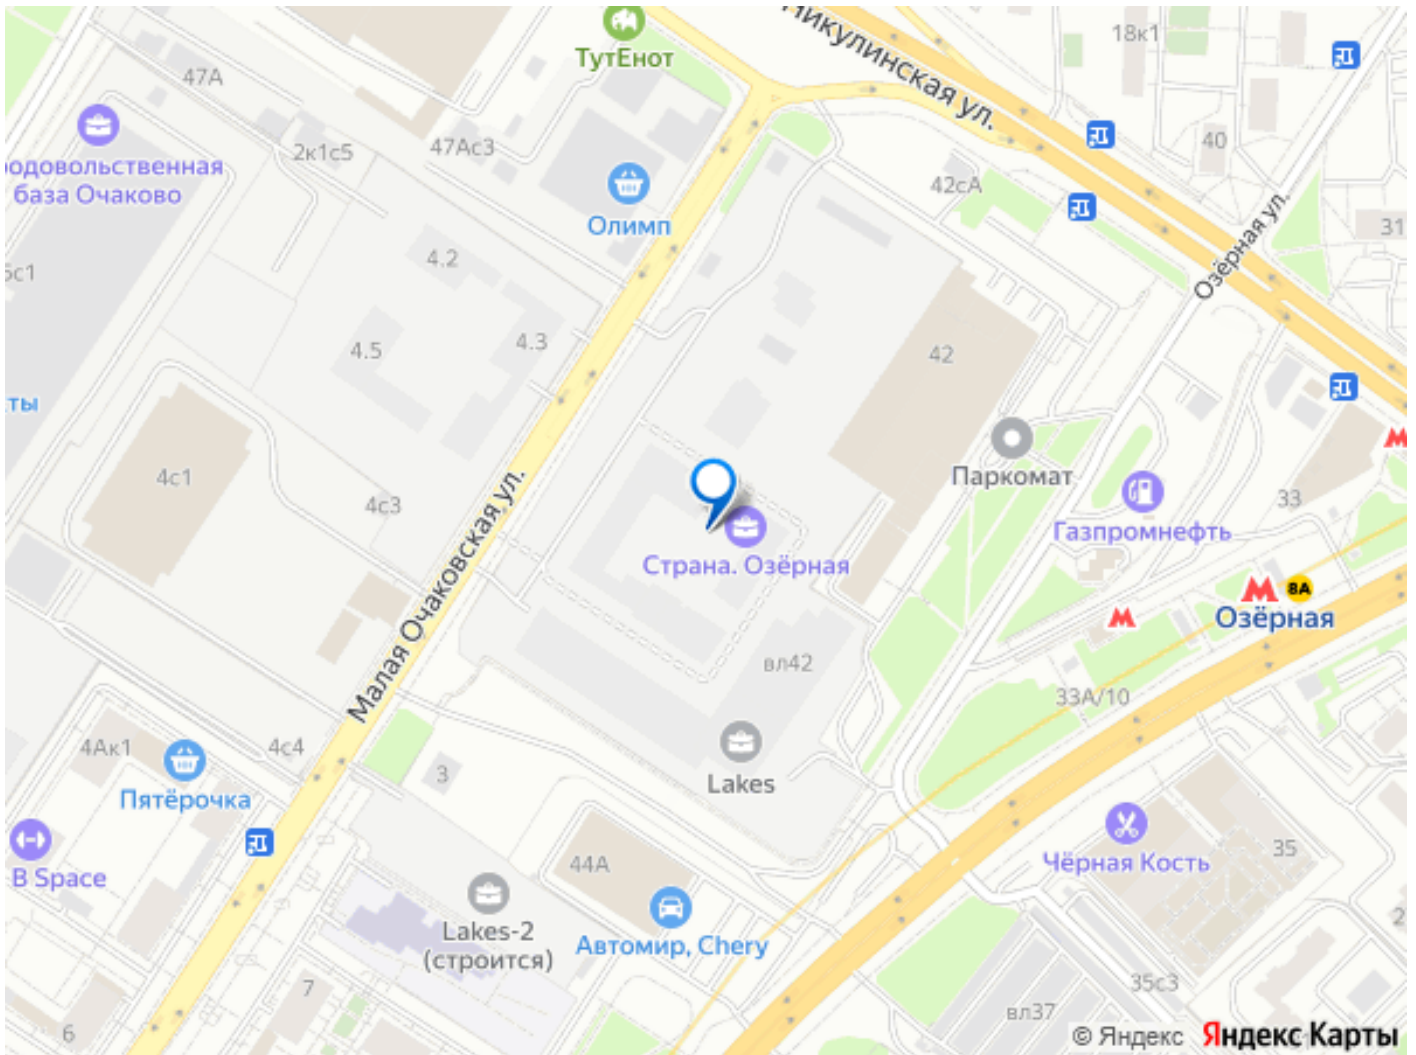 ТутЕнот
Никулинская ул.
18к1
47А
2к1с5
47Ас3
40
одовольственная
база Очаково
Олимп
42сА
Озёрная ул.
31
4.2
4.5
4.3
42
ты
4с1
4с3
Малая Очаковская ул.
Паркомат
Газпромнефть
33
Страна. Озёрная
8А
Озёрная
вл42
33А/10
4Ак1
4с4
3
Пятёрочка
Lakes
B Space
44А
Чёрная Кость
35
Lakes-2
(строится)
Автомир, Chery
7
6
35с3
вл37
© Яндекс Яндекс Карты